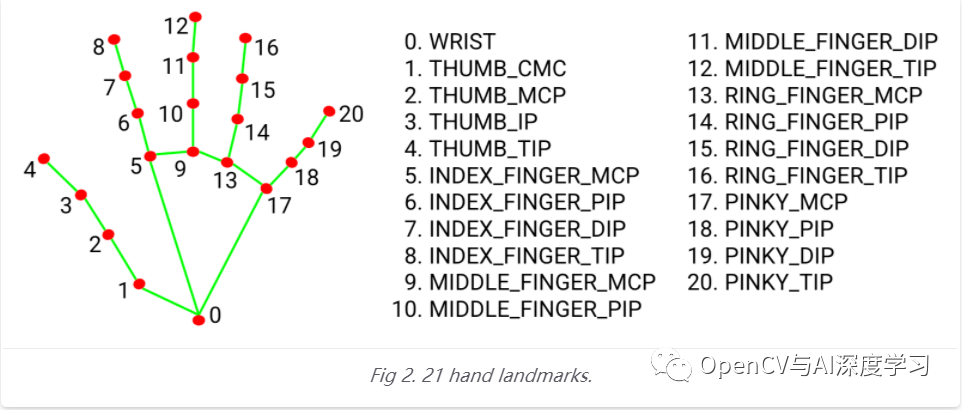 12
8
16
11
7
15
10
6
20
14
19
5
9
4
13
18
17
3
2
1
0
0. WRIST
1. THUMB_CMC
2. THUMB_MCP
3. THUMB_IP
4. THUMB_TIP
5. INDEX_FINGER_MCP
6. INDEX_FINGER_PIP
7. INDEX_FINGER_DIP
8. INDEX_FINGER_TIP
9. MIDDLE_FINGER_MCP
10. MIDDLE_FINGER_PIP
11. MIDDLE_FINGER_DIP
12. MIDDLE_FINGER_TIP
13. RING_FINGER_MCP
14. RING_FINGER_PIP
15. RING_FINGER_DIP
16. RING_FINGER_TIP
17. PINKY_MCP
18. PINKY_PIP
19. PINKY_DIP
20. PINKY_TIP
Fig 2. 21 hand landmarks.
OpenCV与AI深度学习